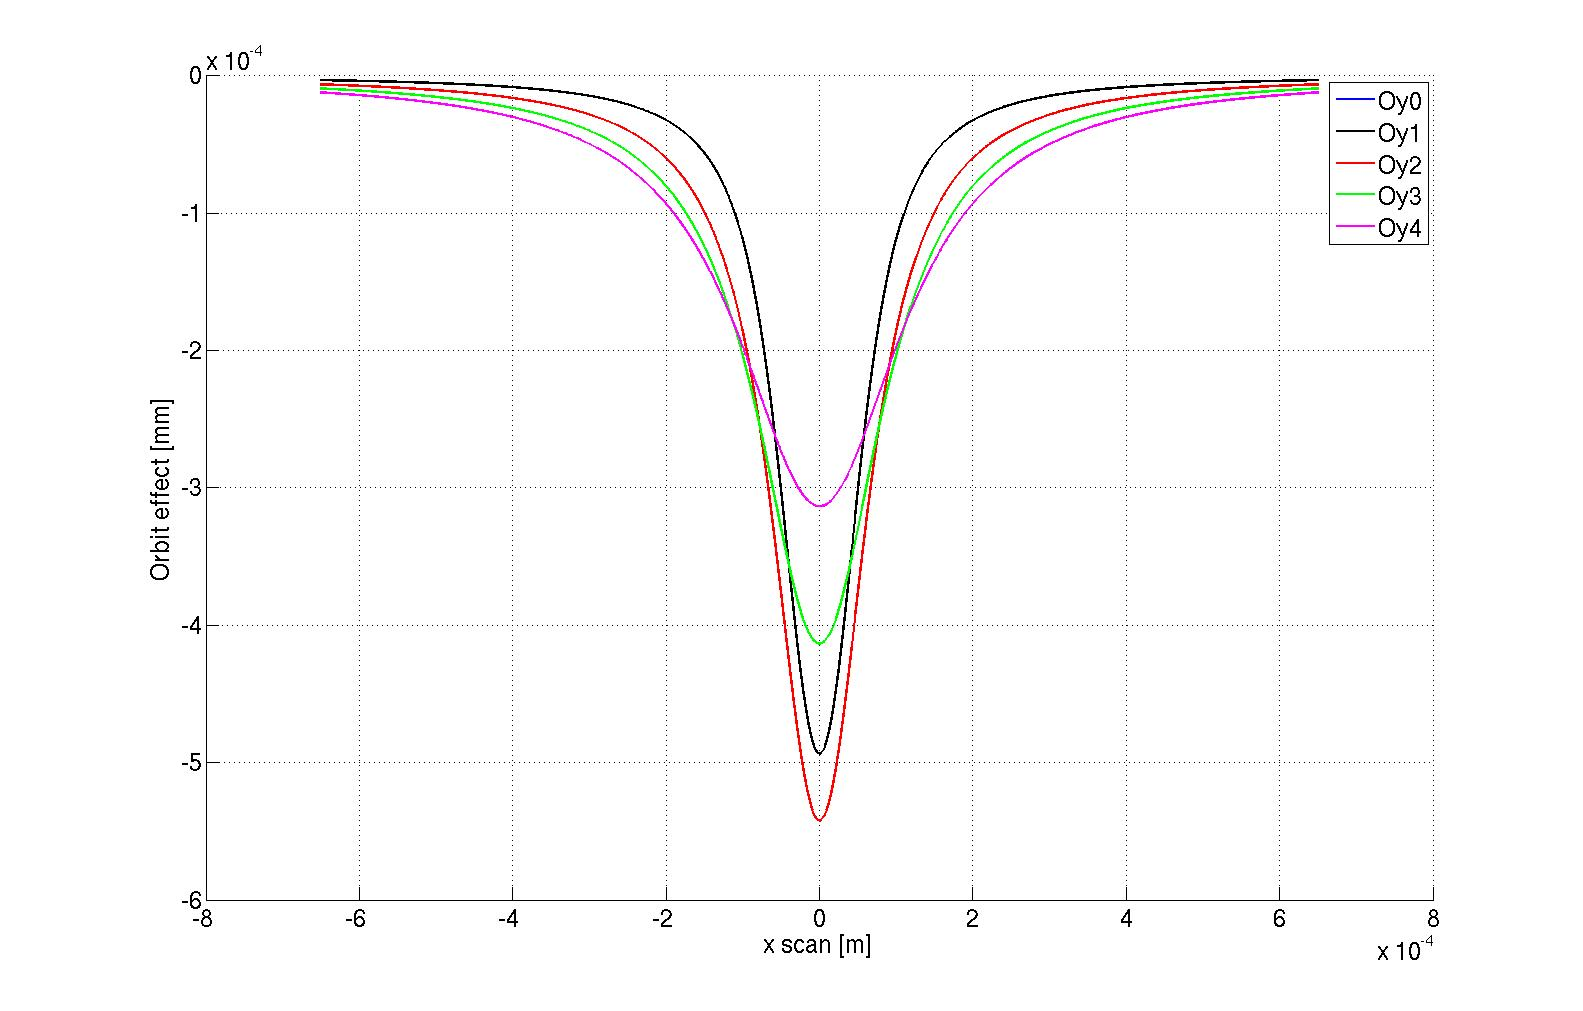 x 10^-4
0
-1
-2
-3
-4
-5
-6
Orbit effect [mm]
Oy0
Oy1
Oy2
Oy3
Oy4
-8 -6 -4 -2 0 2 4 6 8
x scan [m]
x 10^-4